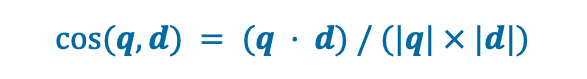 cos(q, d) = (q · d) / (|q| × |d|)